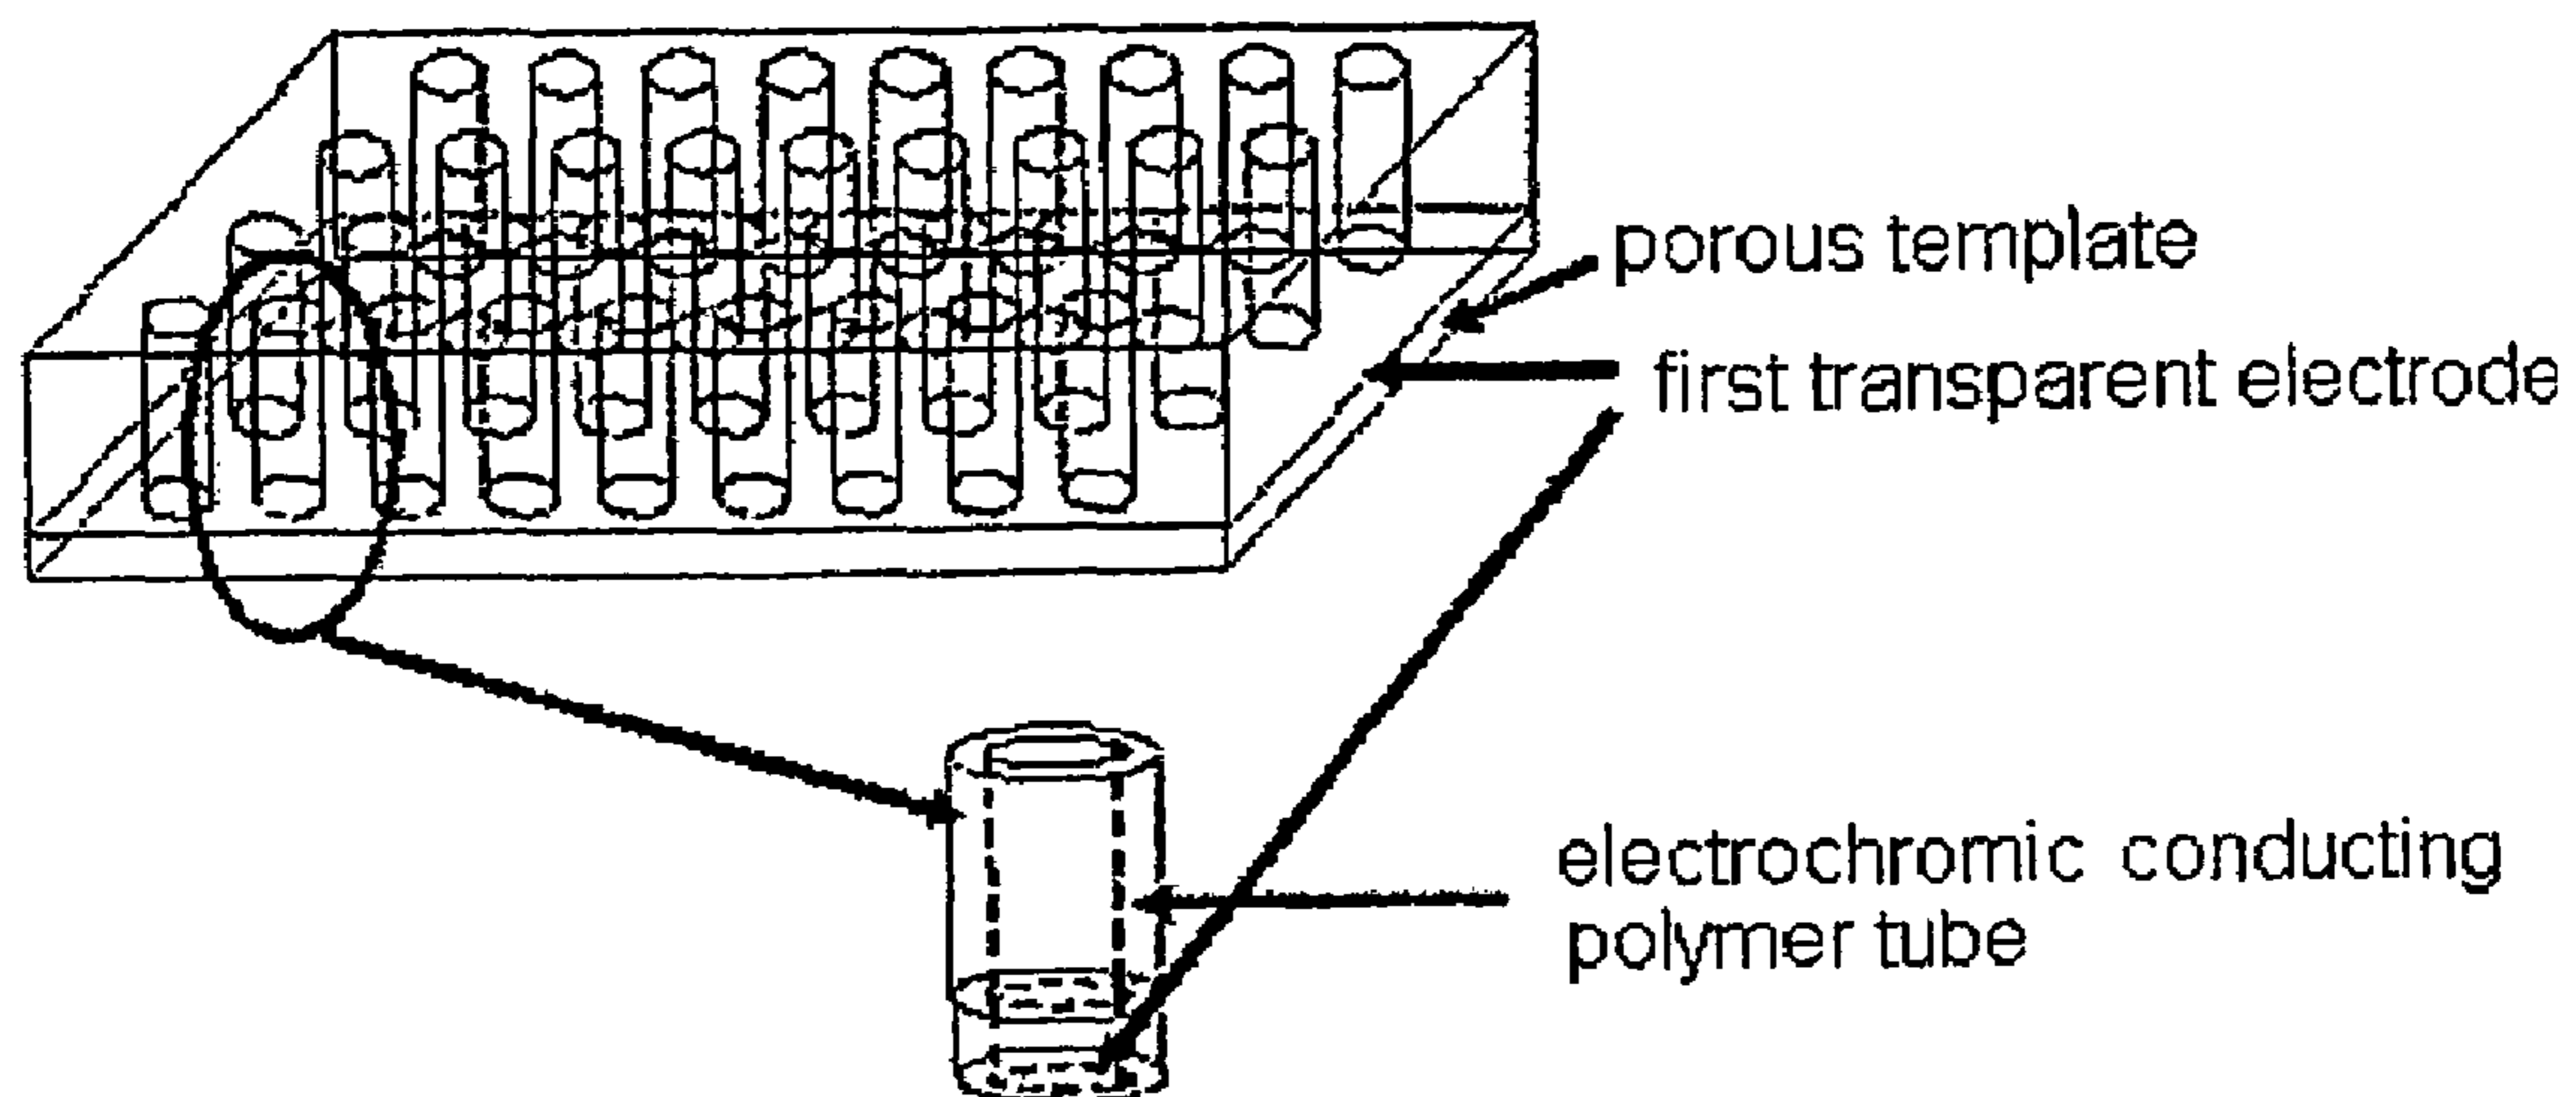 porous template
first transparent electrode
electrochromic conducting
polymer tube